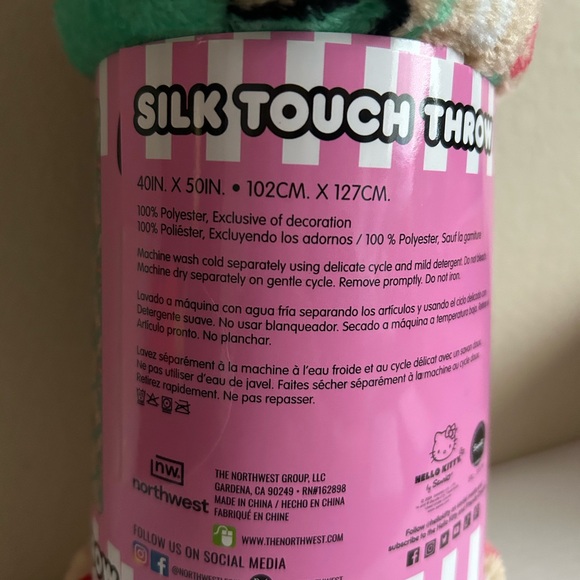 SILK TOUCH THROW
40IN. X 50IN. • 102CM. X 127CM.
100% Polyester, Exclusive of decoration
100% Poliéster, Excluyendo los adornos / 100 % Polyester, Sauf la garniture
Machine wash cold separately using delicate cycle and mild detergent. Do not bleach.
Machine dry separately on gentle cycle. Remove promptly. Do not iron.
Lavado a máquina con agua fría separando los artículos y usando el ciclo delicado con
Detergente suave. No usar blanqueador. Secado a máquina a temperatura baja.
Artículo pronto. No planchar.
Lavez séparément à la machine à l'eau froide et au cycle délicat avec un savon doux.
Ne pas utiliser d'eau de javel. Faites sécher séparément à la machine au cycle doux.
Retirez rapidement. Ne pas repasser.
nw.
northwest
THE NORTHWEST GROUP, LLC
GARDENA, CA 90249 • RN#162898
MADE IN CHINA / HECHO EN CHINA
FABRIQUÉ EN CHINE
WWW.THENORTHWEST.COM
FOLLOW US ON SOCIAL MEDIA
HELLO KITTY
by Sanrio
Follow
subscribe to the Hello